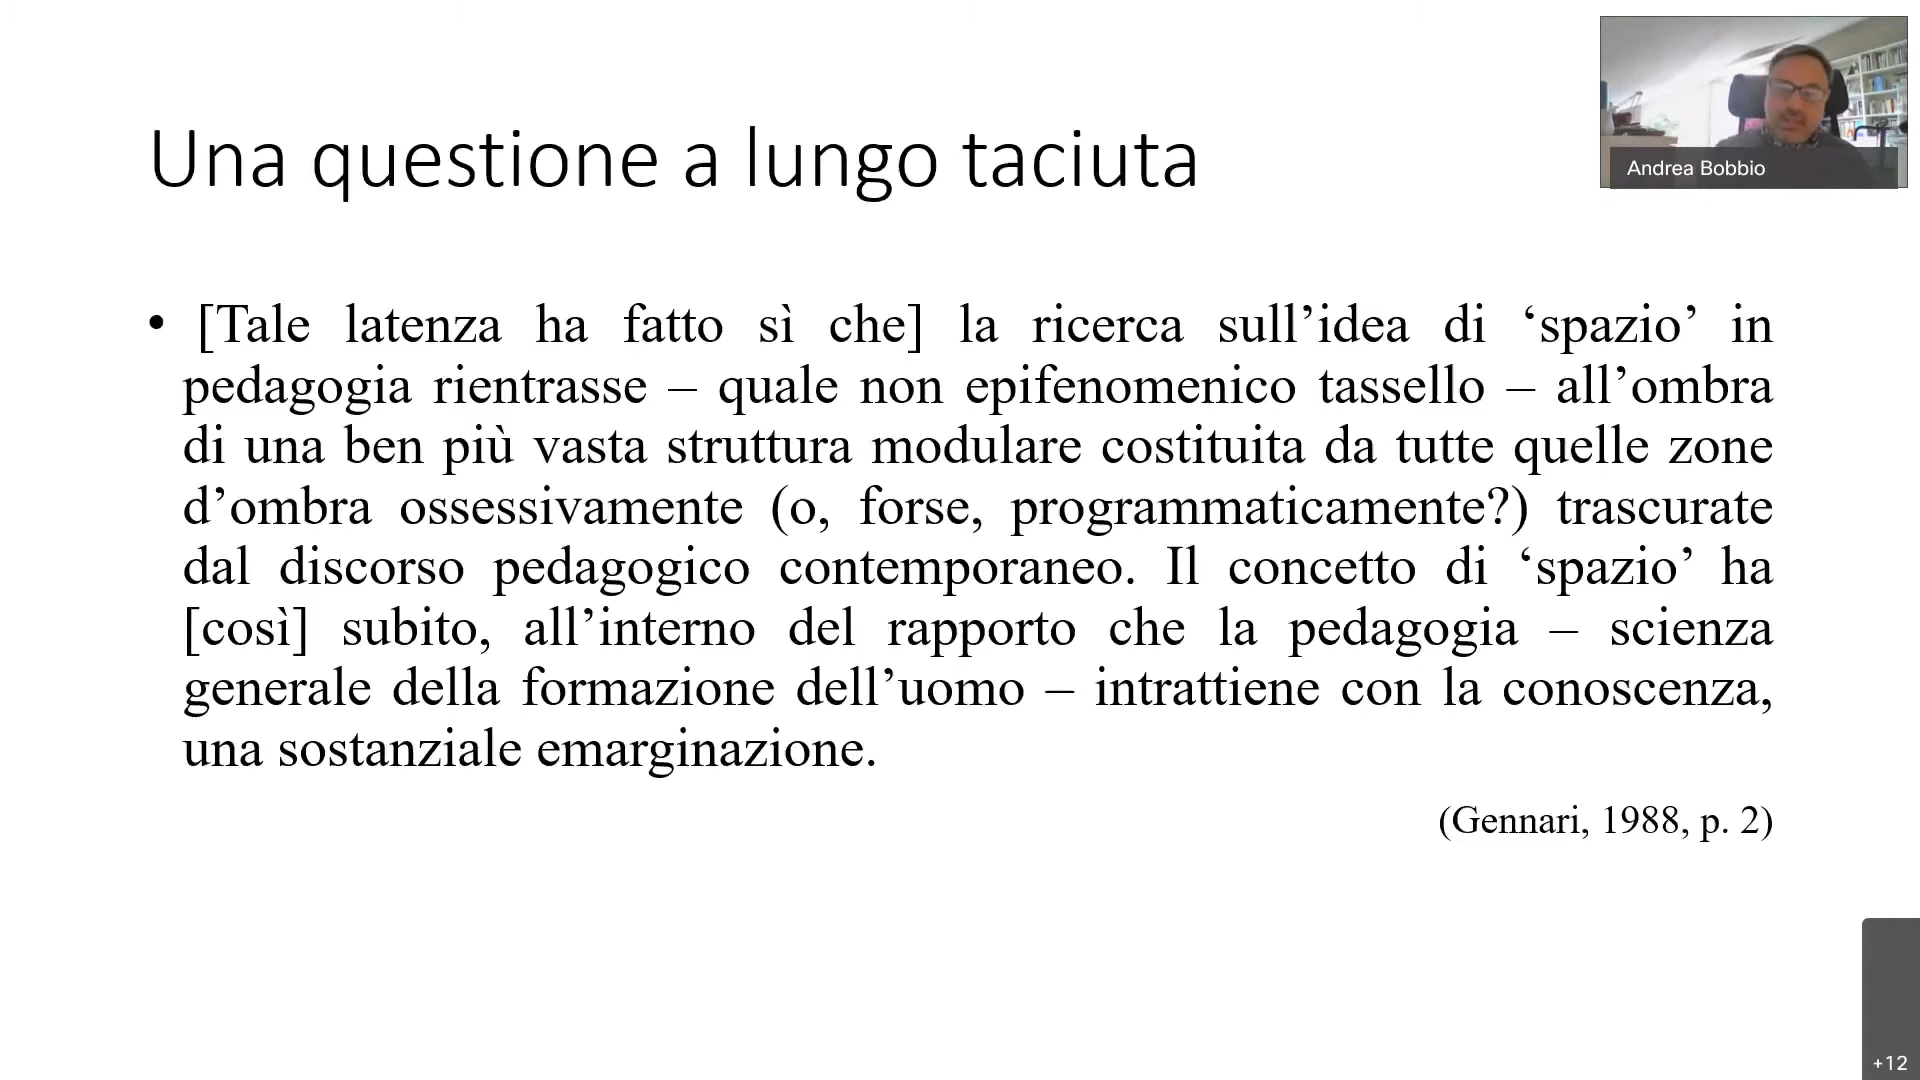 Una questione a lungo taciuta
Andrea Bobbio
• [Tale latenza ha fatto sì che] la ricerca sull’idea di ‘spazio’ in
pedagogia rientrasse – quale non epifenomenico tassello – all’ombra
di una ben più vasta struttura modulare costituita da tutte quelle zone
d’ombra ossessivamente (o, forse, programmaticamente?) trascurate
dal discorso pedagogico contemporaneo. Il concetto di ‘spazio’ ha
[così] subito, all’interno del rapporto che la pedagogia – scienza
generale della formazione dell’uomo – intrattiene con la conoscenza,
una sostanziale emarginazione.
(Gennari, 1988, p. 2)
+12